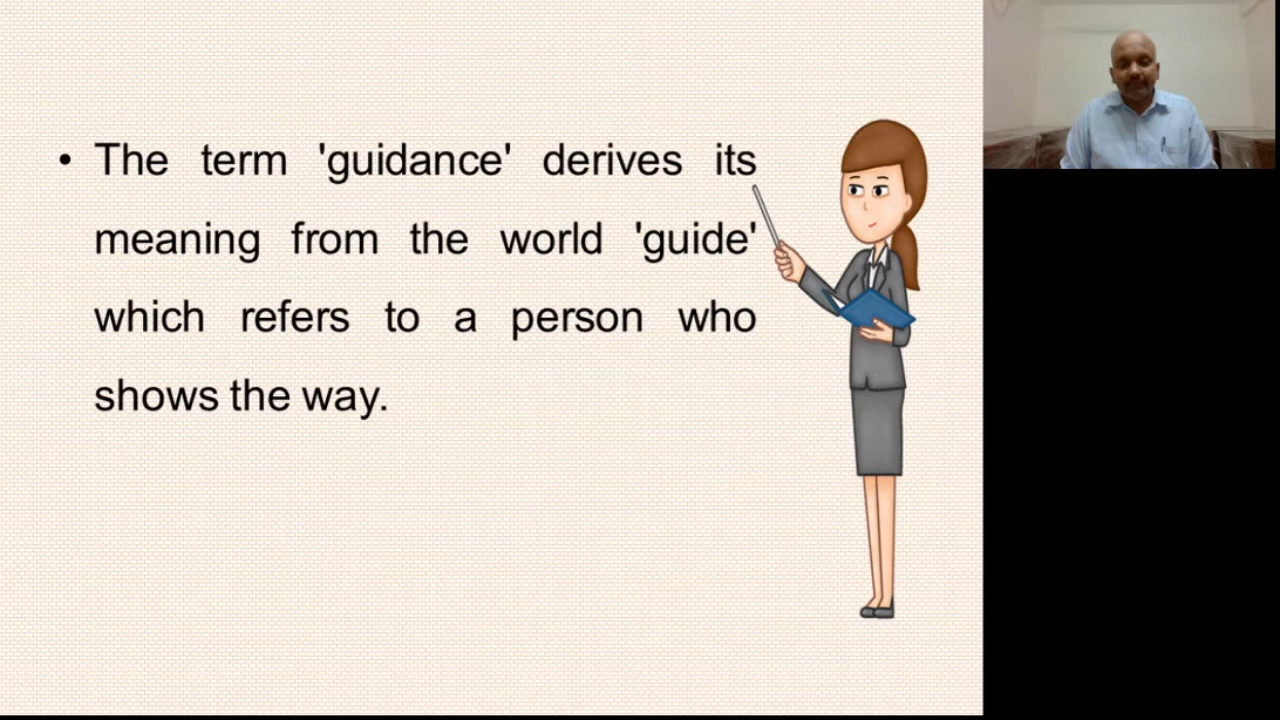 • The term 'guidance' derives its
meaning from the world 'guide'
which refers to a person who
shows the way.